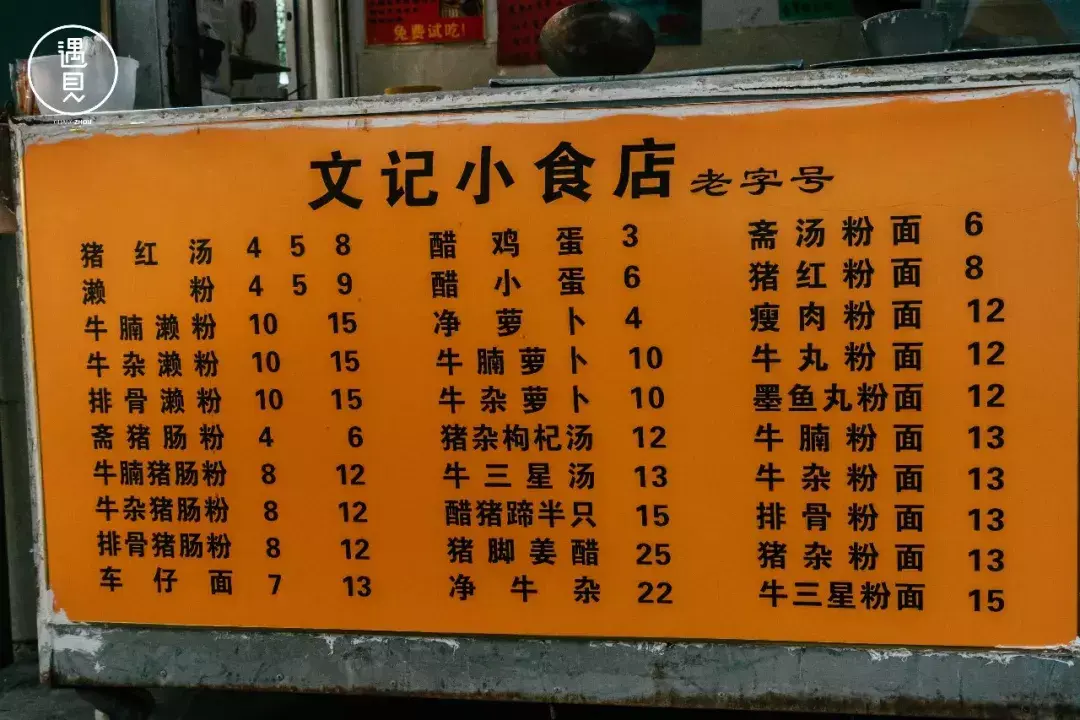 遇見
免费试吃!
文记小食店 老字号
猪红汤 4 5 8
濑粉 4 5 9
牛腩濑粉 10 15
牛杂濑粉 10 15
排骨濑粉 10 15
斋猪肠粉 4 6
牛腩猪肠粉 8 12
牛杂猪肠粉 8 12
排骨猪肠粉 8 12
车仔面 7 13
醋鸡蛋 3
醋小蛋 6
净萝卜 4
牛腩萝卜 10
牛杂萝卜 10
猪杂枸杞汤 12
牛三星汤 13
醋猪蹄半只 15
猪脚姜醋 25
净牛杂 22
斋汤粉面 6
猪红粉面 8
瘦肉粉面 12
牛丸粉面 12
墨鱼丸粉面 12
牛腩粉面 13
牛杂粉面 13
排骨粉面 13
猪杂粉面 13
牛三星粉面 15